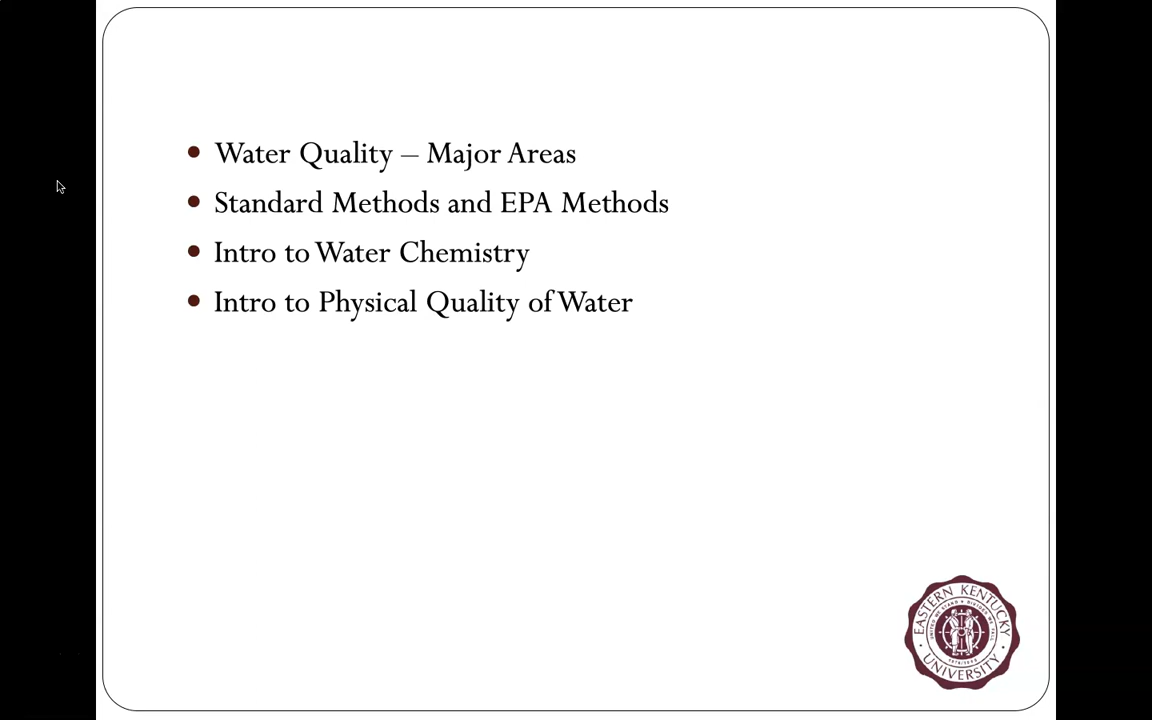 Water Quality – Major Areas
Standard Methods and EPA Methods
Intro to Water Chemistry
Intro to Physical Quality of Water
EASTERN KENTUCKY
UNIVERSITY